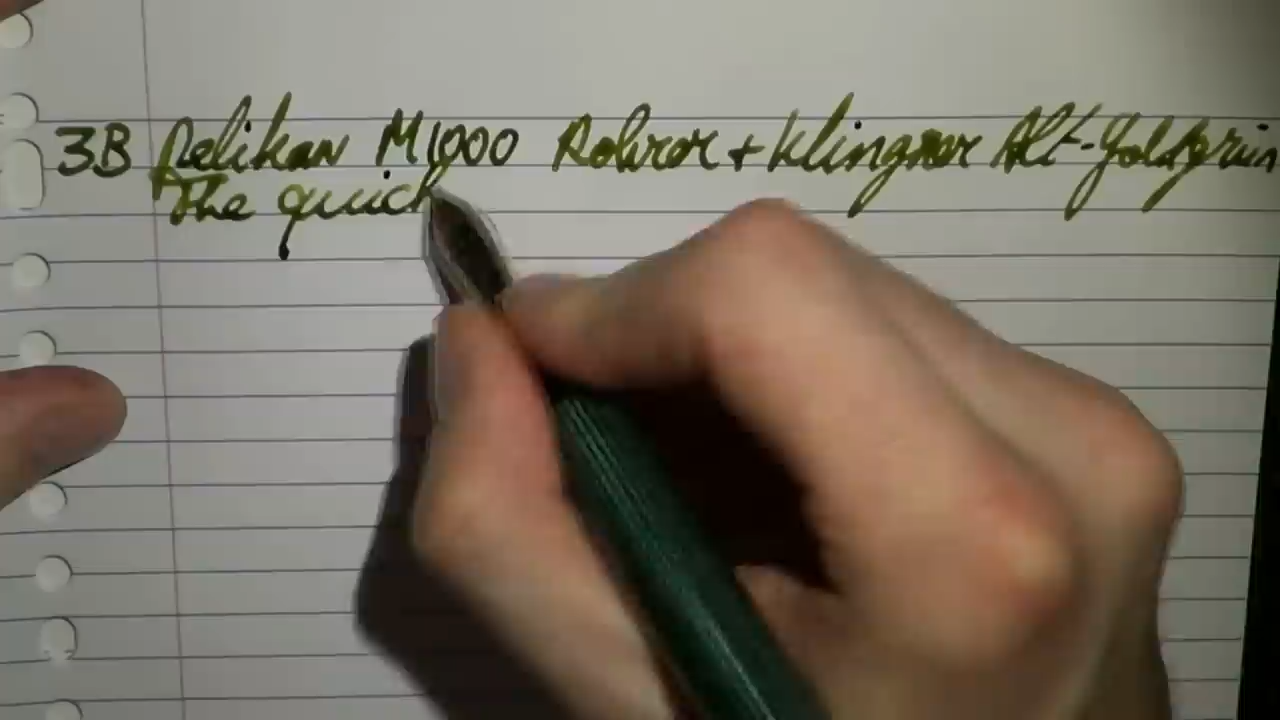 3B Pelikan M1000 Rohrer + Klingner Alt-Goldgrün
The quick